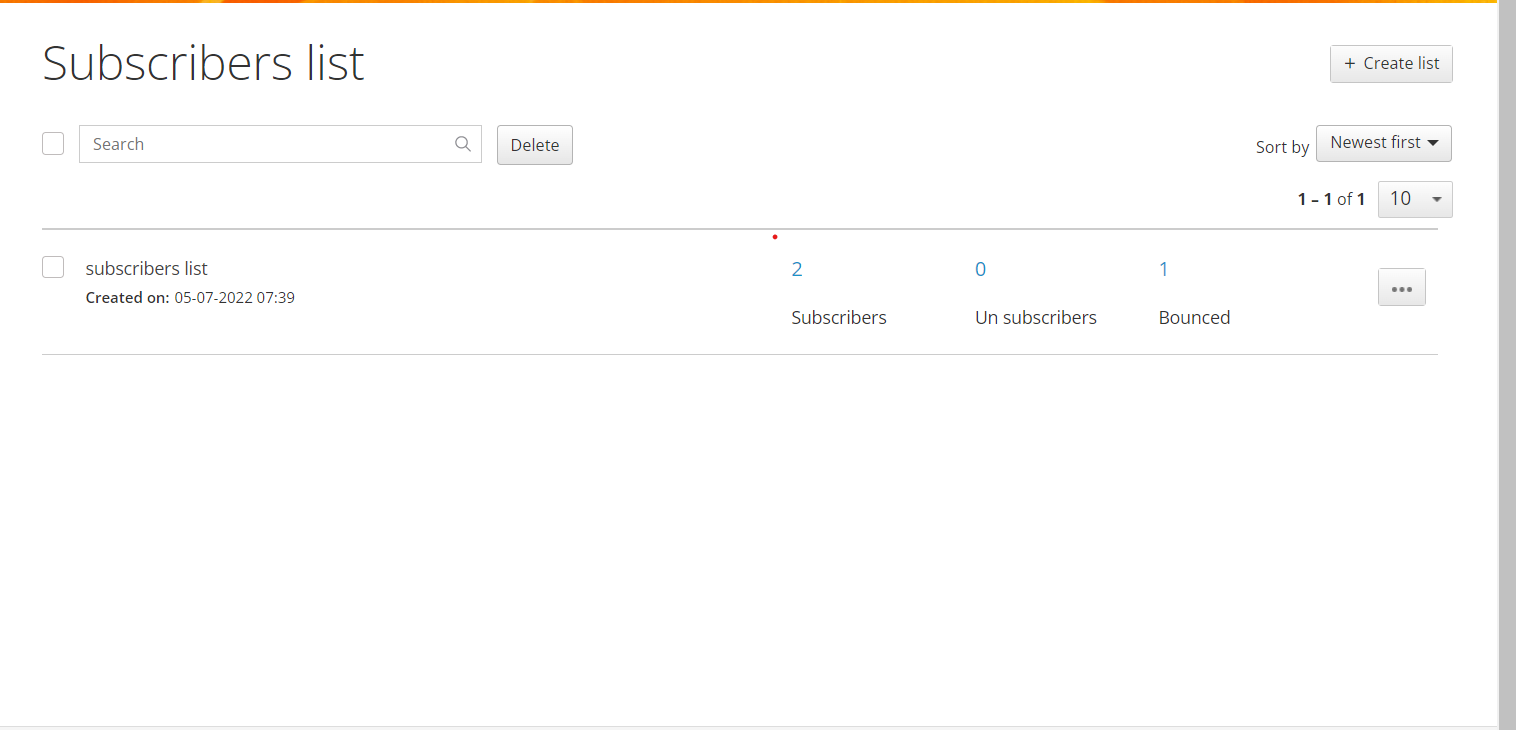 Subscribers list
+ Create list
Search
Delete
Sort by Newest first
1 – 1 of 1 10
subscribers list
Created on: 05-07-2022 07:39
2 0 1
Subscribers Un subscribers Bounced